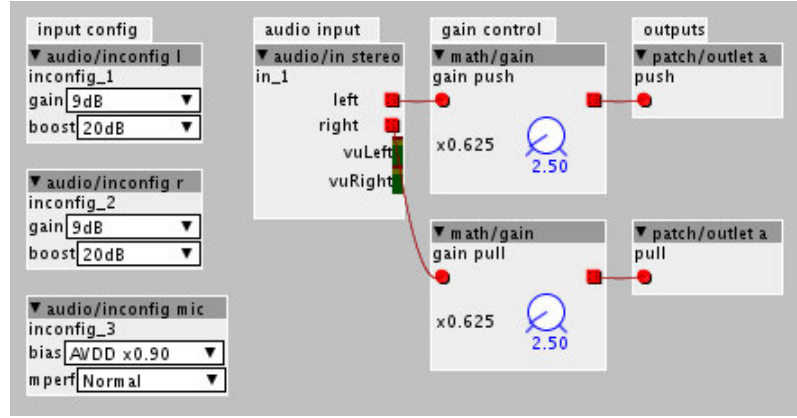 input config
audio/inconfig l
inconfig_1
gain 9dB
boost 20dB
audio/inconfig r
inconfig_2
gain 9dB
boost 20dB
audio/inconfig mic
inconfig_3
bias AVDD x0.90
mperf Normal
audio input
audio/in stereo
in_1
left
right
vuLeft
vuRight
gain control
math/gain
gain push
x0.625
2.50
math/gain
gain pull
x0.625
2.50
outputs
patch/outlet a
push
patch/outlet a
pull